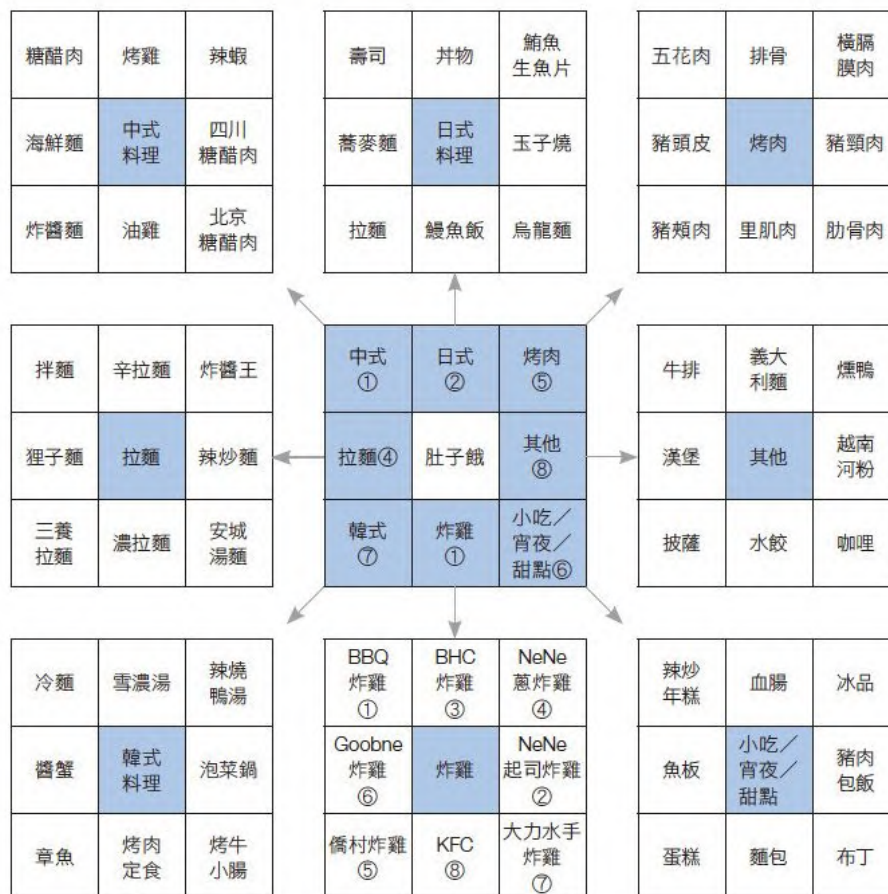 糖醋肉
烤雞
辣蝦
海鮮麵
中式
料理
四川
糖醋肉
炸醬麵
油雞
北京
糖醋肉
壽司
丼物
鮪魚
生魚片
蕎麥麵
日式
料理
玉子燒
拉麵
鰻魚飯
烏龍麵
五花肉
排骨
橫膈
膜肉
豬頭皮
烤肉
豬頸肉
豬頰肉
里肌肉
肋骨肉
拌麵
辛拉麵
炸醬王
狸子麵
拉麵
辣炒麵
三養
拉麵
濃拉麵
安城
湯麵
中式
①
日式
②
烤肉
⑤
拉麵④
肚子餓
其他
⑧
韓式
⑦
炸雞
①
小吃／
宵夜／
甜點⑥
牛排
義大
利麵
燻鴨
漢堡
其他
越南
河粉
披薩
水餃
咖哩
冷麵
雪濃湯
辣燒
鴨湯
醬蟹
韓式
料理
泡菜鍋
章魚
烤肉
定食
烤牛
小腸
BBQ
炸雞
①
BHC
炸雞
③
NeNe
蔥炸雞
④
Goobne
炸雞
⑥
炸雞
NeNe
起司炸雞
②
僑村炸雞
⑤
KFC
⑧
大力水手
炸雞
⑦
辣炒
年糕
血腸
冰品
魚板
小吃／
宵夜／
甜點
豬肉
包飯
蛋糕
麵包
布丁